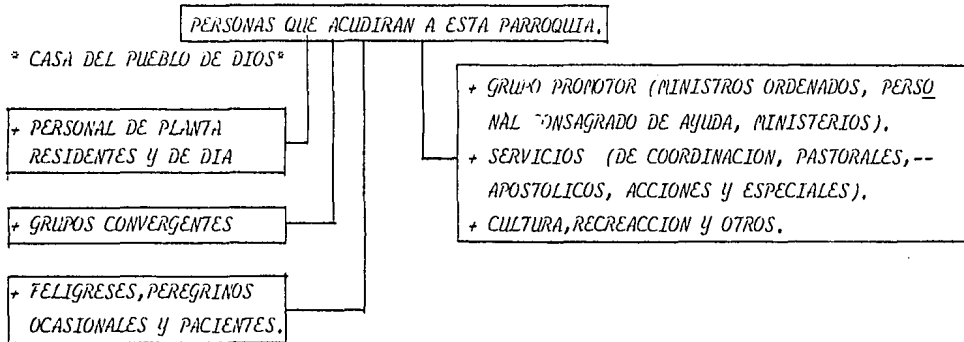 PERSONAS QUE ACUDIRAN A ESTA PARROQUIA.
* CASA DEL PUEBLO DE DIOS*
+ PERSONAL DE PLANTA
RESIDENTES Y DE DIA
+ GRUPOS CONVERGENTES
+ FELIGRESES,PEREGRINOS
OCASIONALES Y PACIENTES.
+ GRUPO PROMOTOR (MINISTROS ORDENADOS, PERSO
NAL CONSAGRADO DE AYUDA, MINISTERIOS).
+ SERVICIOS (DE COORDINACION, PASTORALES,--
APOSTOLICOS, ACCIONES Y ESPECIALES).
+ CULTURA,RECREACCION Y OTROS.